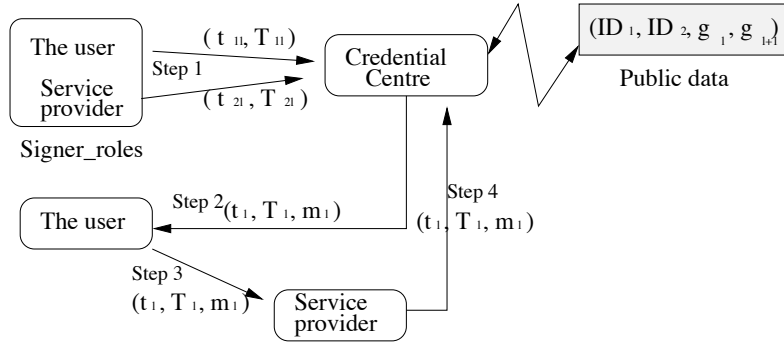 The user
Service provider
Signer_roles
( t 11, T 11)
Step 1
( t 21 , T 21)
Credential Centre
(ID 1, ID 2, g 1, g l+1)
Public data
Step 2 (t 1, T 1, m 1)
The user
Step 3
(t 1, T 1, m 1)
Service provider
Step 4
(t 1, T 1, m 1)